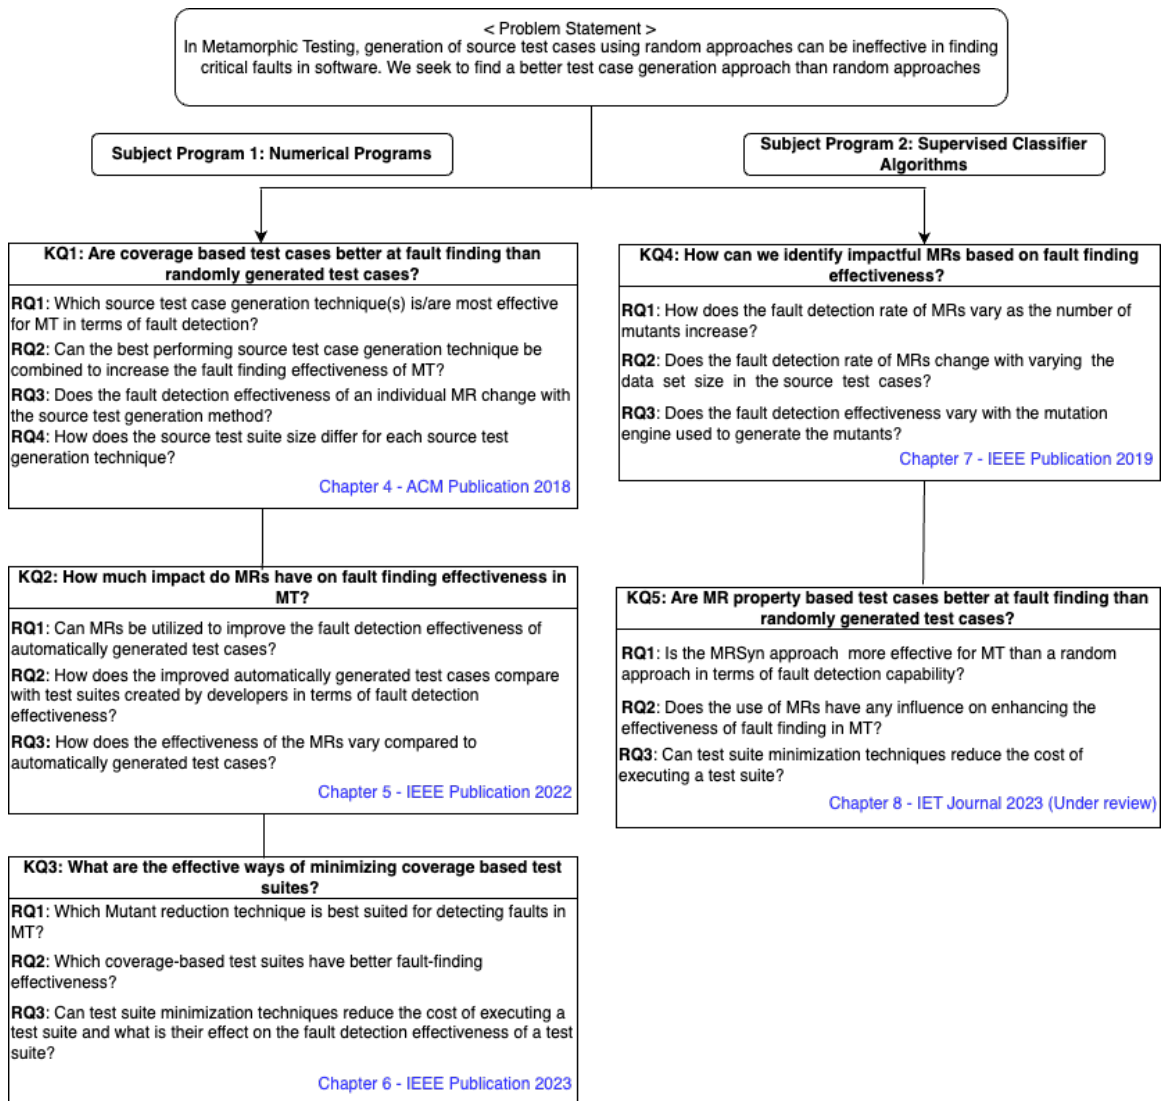 < Problem Statement >
In Metamorphic Testing, generation of source test cases using random approaches can be ineffective in finding
critical faults in software. We seek to find a better test case generation approach than random approaches
Subject Program 1: Numerical Programs
Subject Program 2: Supervised Classifier
Algorithms
KQ1: Are coverage based test cases better at fault finding than
randomly generated test cases?
RQ1: Which source test case generation technique(s) is/are most effective
for MT in terms of fault detection?
RQ2: Can the best performing source test case generation technique be
combined to increase the fault finding effectiveness of MT?
RQ3: Does the fault detection effectiveness of an individual MR change with
the source test generation method?
RQ4: How does the source test suite size differ for each source test
generation technique?
Chapter 4 - ACM Publication 2018
KQ2: How much impact do MRs have on fault finding effectiveness in
MT?
RQ1: Can MRs be utilized to improve the fault detection effectiveness of
automatically generated test cases?
RQ2: How does the improved automatically generated test cases compare
with test suites created by developers in terms of fault detection
effectiveness?
RQ3: How does the effectiveness of the MRs vary compared to
automatically generated test cases?
Chapter 5 - IEEE Publication 2022
KQ3: What are the effective ways of minimizing coverage based test
suites?
RQ1: Which Mutant reduction technique is best suited for detecting faults in
MT?
RQ2: Which coverage-based test suites have better fault-finding
effectiveness?
RQ3: Can test suite minimization techniques reduce the cost of executing a
test suite and what is their effect on the fault detection effectiveness of a test
suite?
Chapter 6 - IEEE Publication 2023
KQ4: How can we identify impactful MRs based on fault finding
effectiveness?
RQ1: How does the fault detection rate of MRs vary as the number of
mutants increase?
RQ2: Does the fault detection rate of MRs change with varying the
data set size in the source test cases?
RQ3: Does the fault detection effectiveness vary with the mutation
engine used to generate the mutants?
Chapter 7 - IEEE Publication 2019
KQ5: Are MR property based test cases better at fault finding than
randomly generated test cases?
RQ1: Is the MRSyn approach more effective for MT than a random
approach in terms of fault detection capability?
RQ2: Does the use of MRs have any influence on enhancing the
effectiveness of fault finding in MT?
RQ3: Can test suite minimization techniques reduce the cost of
executing a test suite?
Chapter 8 - IET Journal 2023 (Under review)